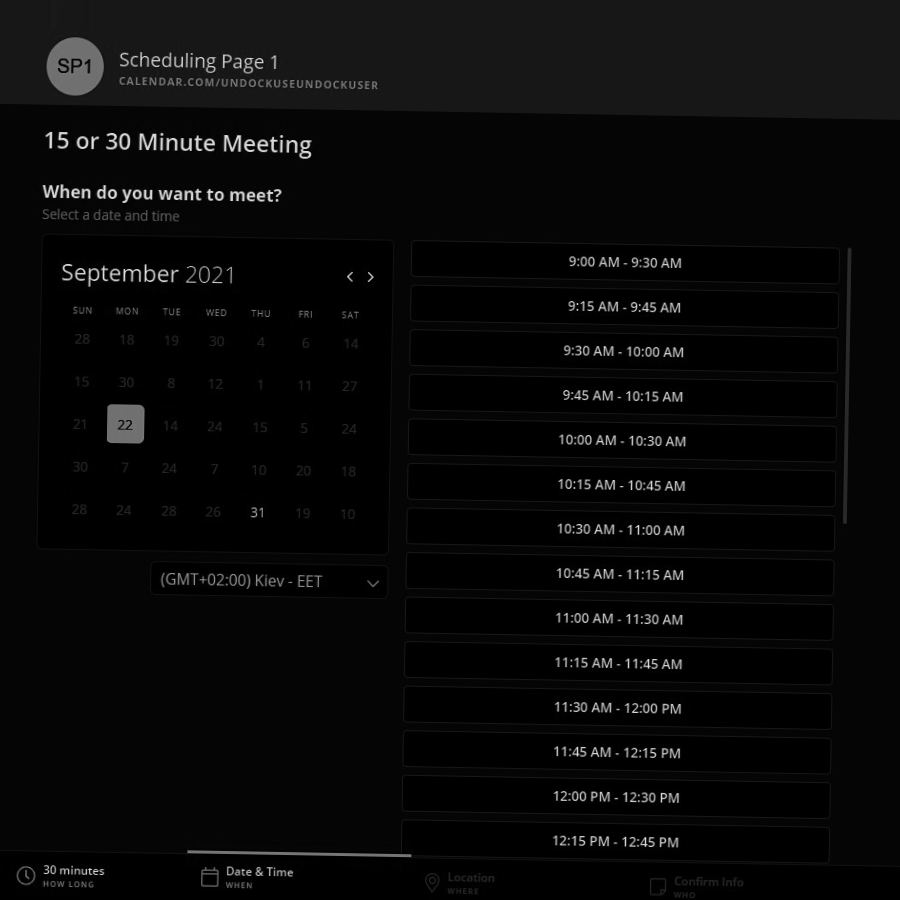 SP1
Scheduling Page 1
CALENDAR.COM/UNDOCKUSEUNDOCKUSER
15 or 30 Minute Meeting
When do you want to meet?
Select a date and time
September 2021
SUN MON TUE WED THU FRI SAT
28 18 19 30 4 6 14
15 30 8 12 1 11 27
21 22 14 24 15 5 24
30 7 24 7 10 20 18
28 24 28 26 31 19 10
(GMT+02:00) Kiev - EET
9:00 AM - 9:30 AM
9:15 AM - 9:45 AM
9:30 AM - 10:00 AM
9:45 AM - 10:15 AM
10:00 AM - 10:30 AM
10:15 AM - 10:45 AM
10:30 AM - 11:00 AM
10:45 AM - 11:15 AM
11:00 AM - 11:30 AM
11:15 AM - 11:45 AM
11:30 AM - 12:00 PM
11:45 AM - 12:15 PM
12:00 PM - 12:30 PM
12:15 PM - 12:45 PM
30 minutes
HOW LONG
Date & Time
WHEN
Location
WHERE
Confirm Info
WHO